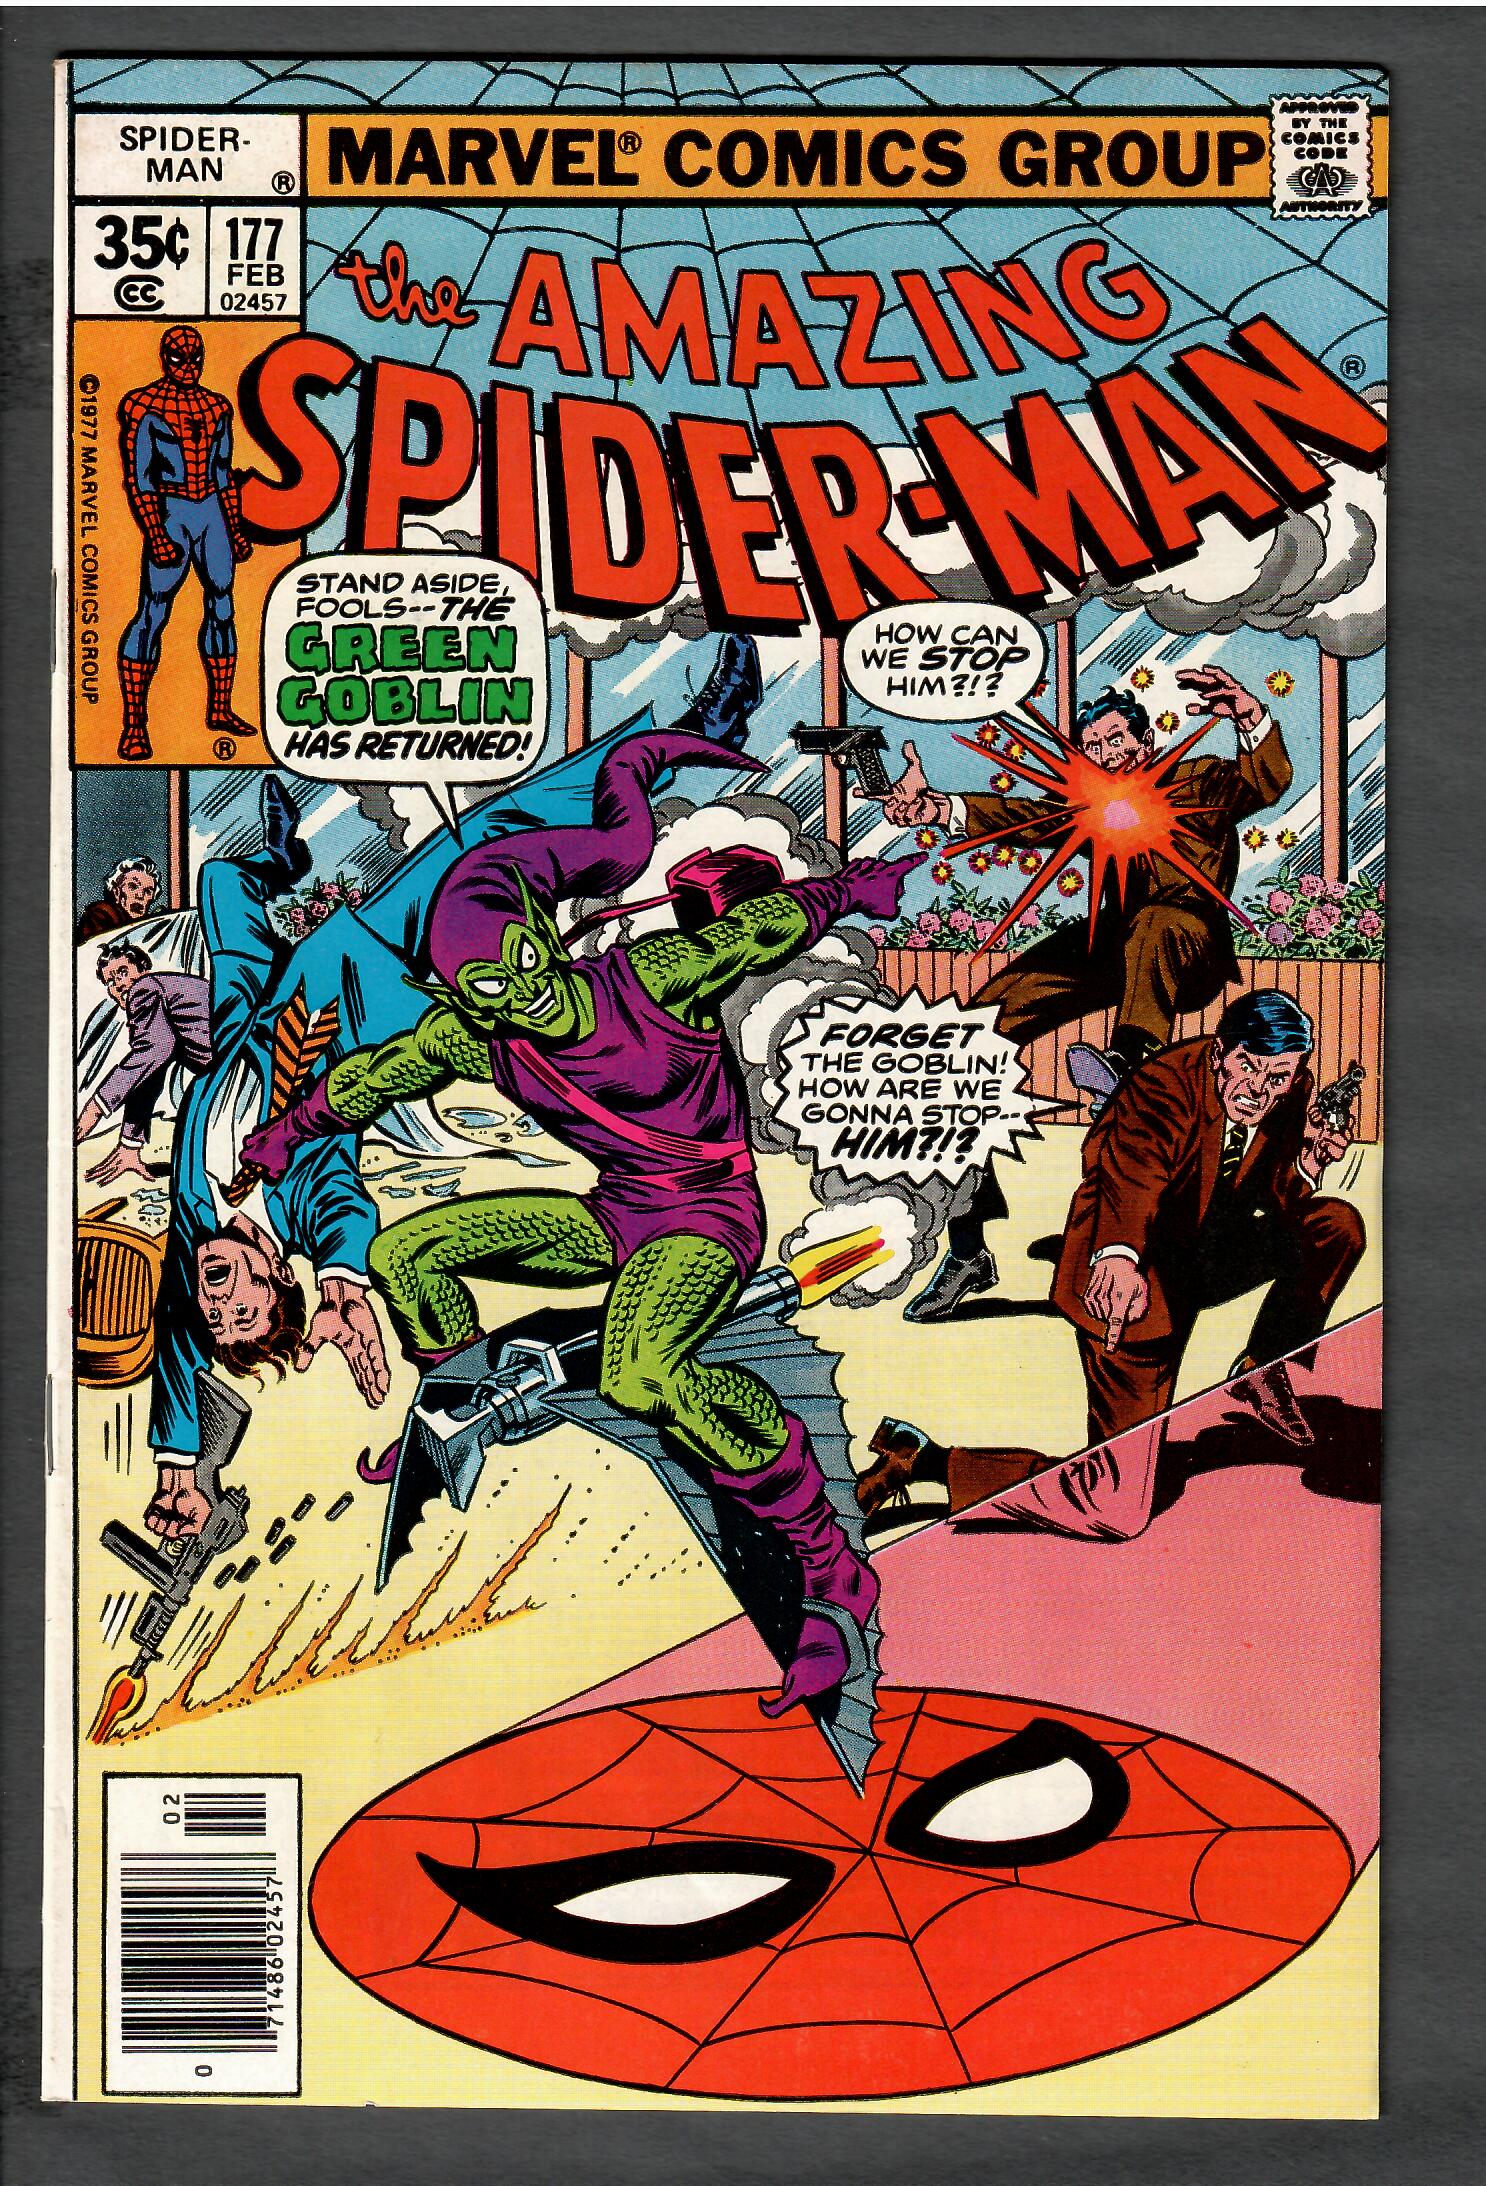 SPIDER-
MAN
®
MARVEL® COMICS GROUP
APPROVED
BY THE
COMICS
CODE
CA
AUTHORITY
35¢
CC
177
FEB
02457
the AMAZING
SPIDER-MAN
®
©1977 MARVEL COMICS GROUP
®
STAND ASIDE,
FOOLS--THE
GREEN
GOBLIN
HAS RETURNED!
HOW CAN
WE STOP
HIM?!?
FORGET
THE GOBLIN!
HOW ARE WE
GONNA STOP--
HIM?!?
02
71486 02457
0